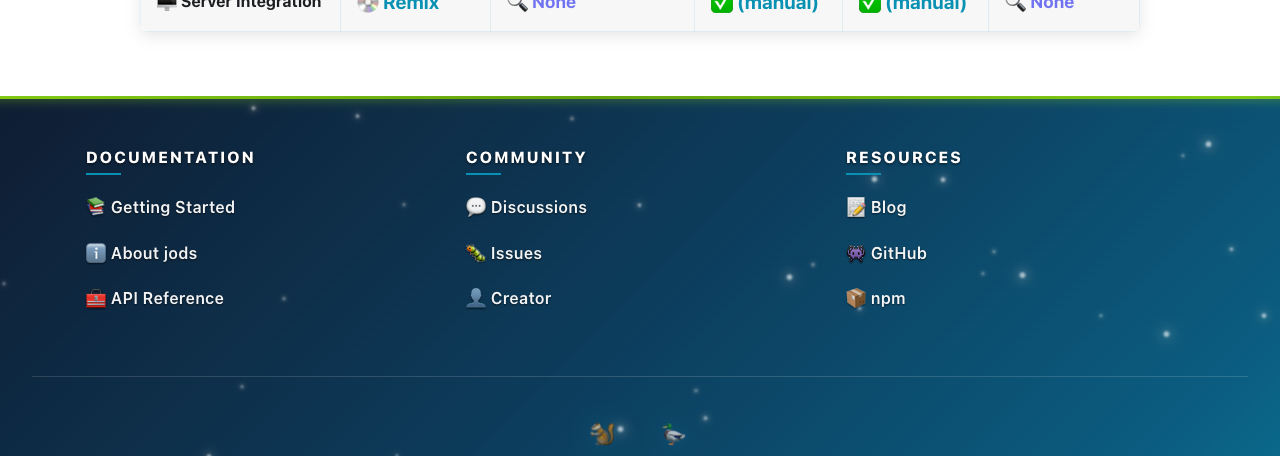 🖥️ Server Integration 💿 Remix 🔍 None ✅ (manual) ✅ (manual) 🔍 None
DOCUMENTATION COMMUNITY RESOURCES
📚 Getting Started 💬 Discussions 📝 Blog
ℹ️ About jods 🐛 Issues 👾 GitHub
🧰 API Reference 👤 Creator 📦 npm